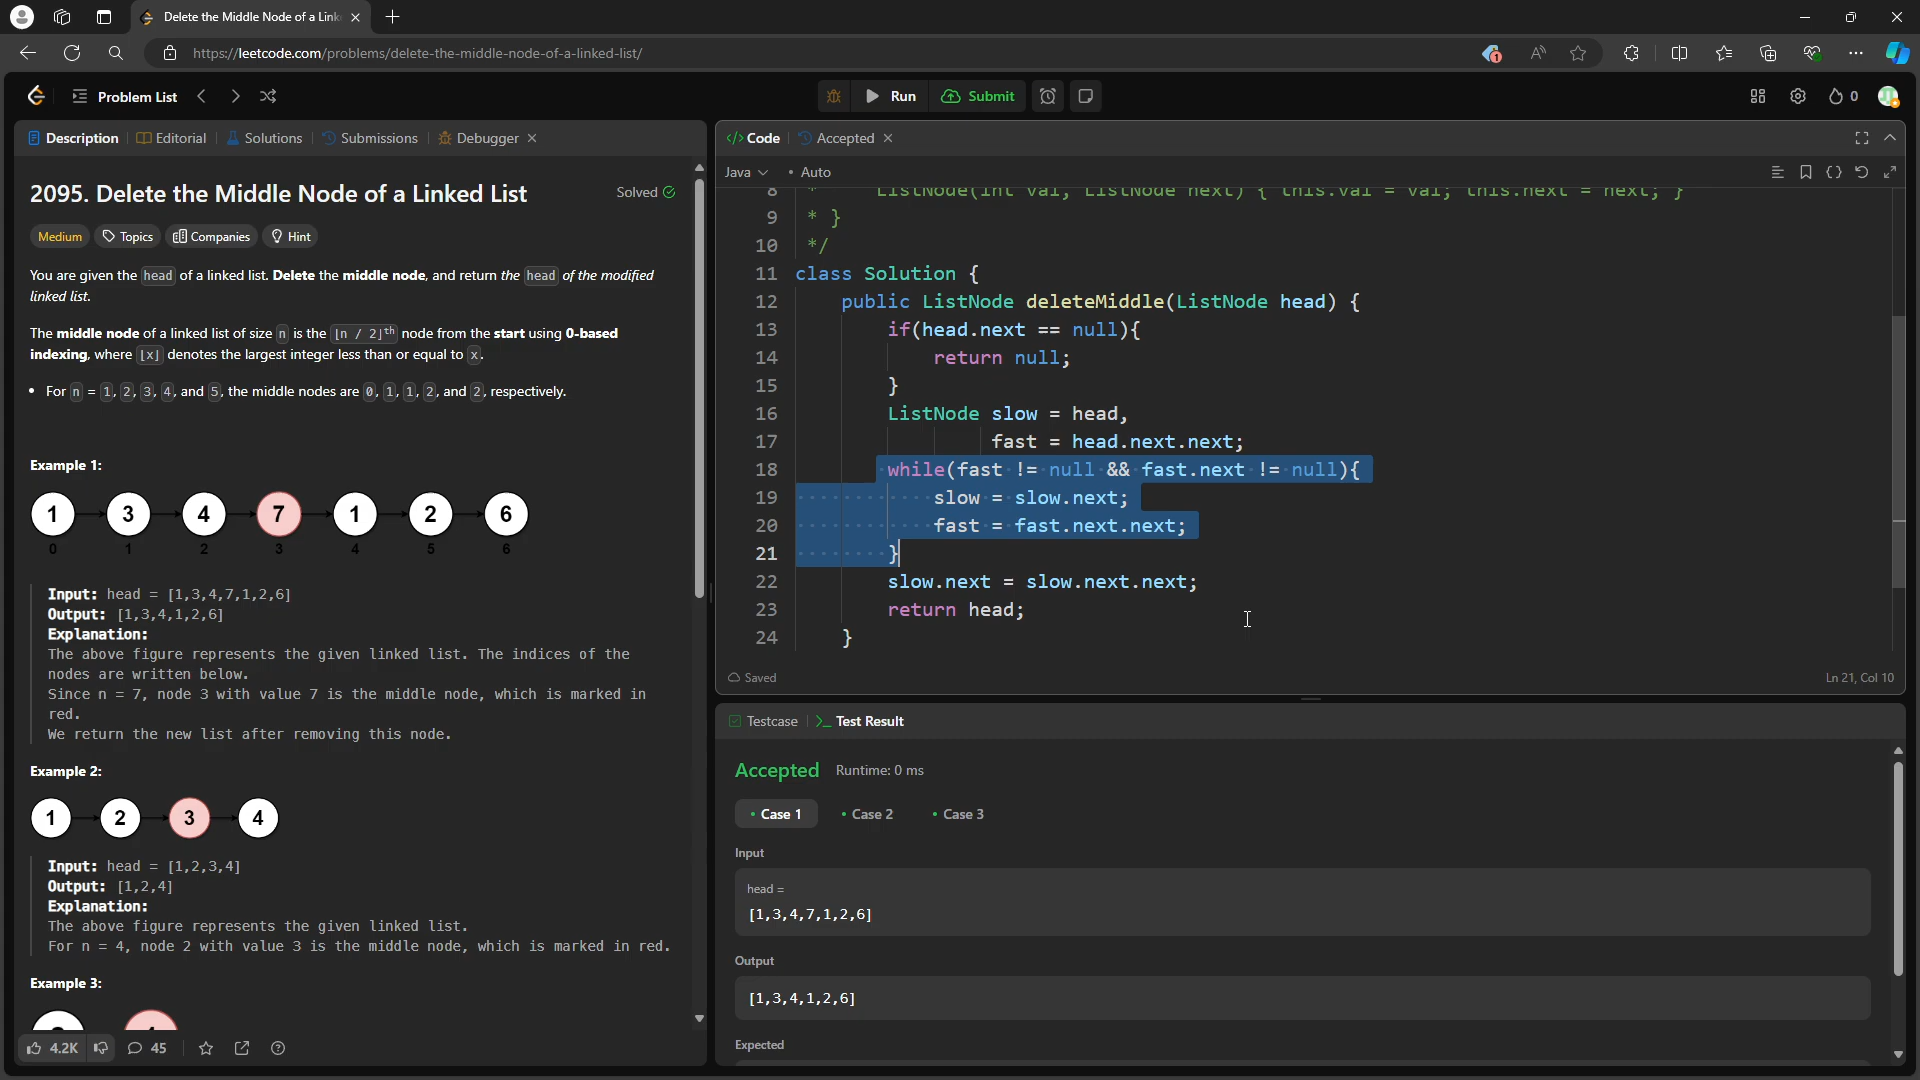 Delete the Middle Node of a Link
https://leetcode.com/problems/delete-the-middle-node-of-a-linked-list/
1
Problem List
Run
Submit
0
Description
Editorial
Solutions
Submissions
Debugger
2095. Delete the Middle Node of a Linked List
Solved
Medium
Topics
Companies
Hint
You are given the head of a linked list. Delete the middle node, and return the head of the modified
linked list.
The middle node of a linked list of size n is the ⌊n / 2⌋th node from the start using 0-based
indexing, where ⌊x⌋ denotes the largest integer less than or equal to x.
• For n = 1, 2, 3, 4, and 5, the middle nodes are 0, 1, 1, 2, and 2, respectively.
Example 1:
1 3 4 7 1 2 6
0 1 2 3 4 5 6
Input: head = [1,3,4,7,1,2,6]
Output: [1,3,4,1,2,6]
Explanation:
The above figure represents the given linked list. The indices of the
nodes are written below.
Since n = 7, node 3 with value 7 is the middle node, which is marked in
red.
We return the new list after removing this node.
Example 2:
1 2 3 4
Input: head = [1,2,3,4]
Output: [1,2,4]
Explanation:
The above figure represents the given linked list.
For n = 4, node 2 with value 3 is the middle node, which is marked in red.
Example 3:
4.2K
45
</> Code
Accepted
Java
• Auto
8 * ListNode(int val, ListNode next) { this.val = val; this.next = next; }
9 * }
10 */
11 class Solution {
12 public ListNode deleteMiddle(ListNode head) {
13 if(head.next == null){
14 return null;
15 }
16 ListNode slow = head,
17 fast = head.next.next;
18 while(fast != null && fast.next != null){
19 slow = slow.next;
20 fast = fast.next.next;
21 }
22 slow.next = slow.next.next;
23 return head;
24 }
Saved
Ln 21, Col 10
Testcase
>_ Test Result
Accepted
Runtime: 0 ms
• Case 1
• Case 2
• Case 3
Input
head =
[1,3,4,7,1,2,6]
Output
[1,3,4,1,2,6]
Expected